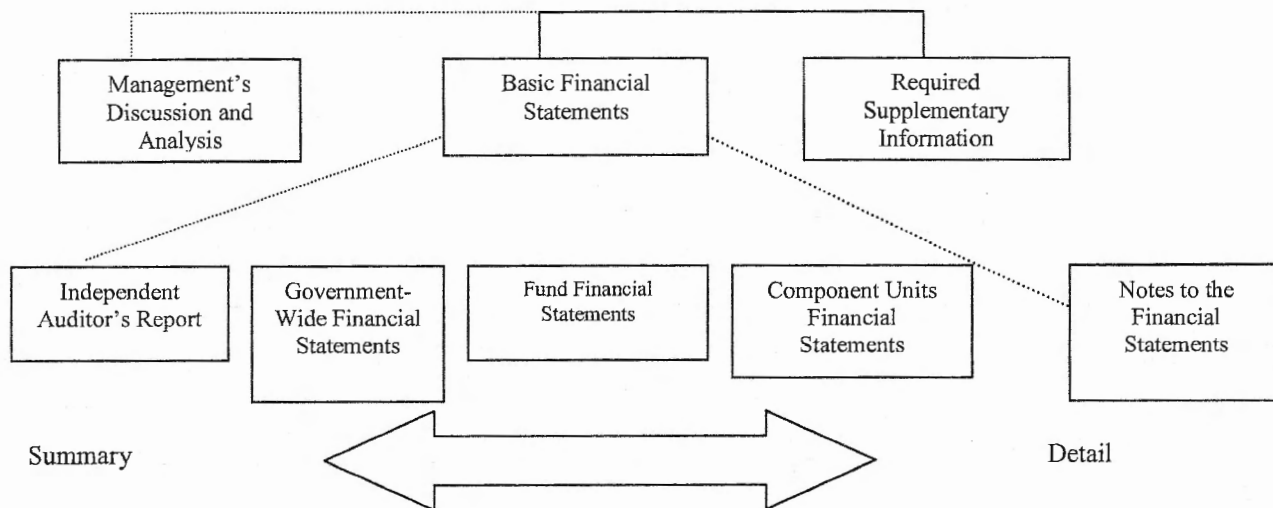 Management's
Discussion and
Analysis
Basic Financial
Statements
Required
Supplementary
Information
Independent
Auditor's Report
Government-
Wide Financial
Statements
Fund Financial
Statements
Component Units
Financial
Statements
Notes to the
Financial
Statements
Summary
Detail